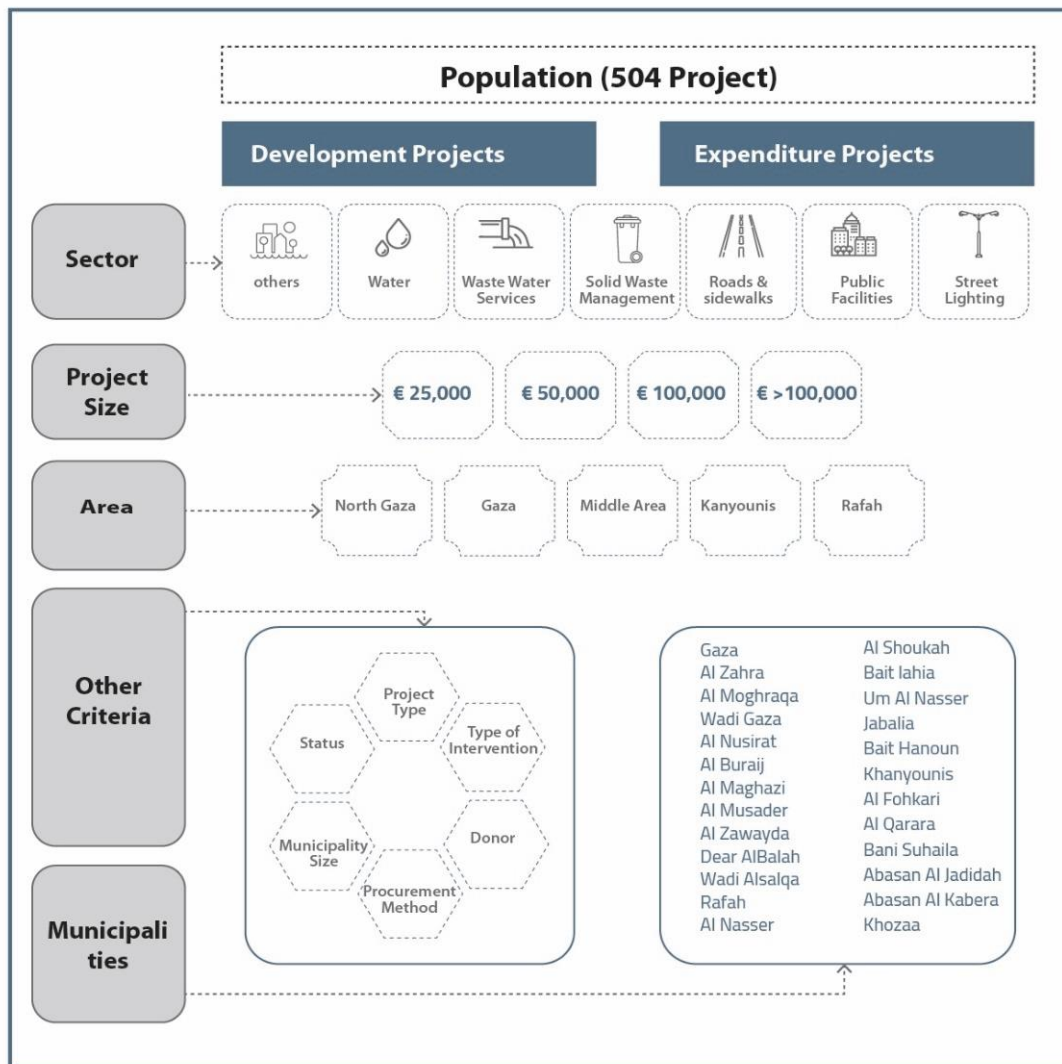 Population (504 Project)
Development Projects
Expenditure Projects
Sector
others
Water
Waste Water
Services
Solid Waste
Management
Roads &
sidewalks
Public
Facilities
Street
Lighting
Project
Size
€ 25,000
€ 50,000
€ 100,000
€ >100,000
Area
North Gaza
Gaza
Middle Area
Kanyounis
Rafah
Other
Criteria
Project
Type
Status
Type of
Intervention
Municipality
Size
Donor
Procurement
Method
Municipali
ties
Gaza
Al Zahra
Al Moghraqa
Wadi Gaza
Al Nusirat
Al Buraij
Al Maghazi
Al Musader
Al Zawayda
Dear AlBalah
Wadi Alsalqa
Rafah
Al Nasser
Al Shoukah
Bait lahia
Um Al Nasser
Jabalia
Bait Hanoun
Khanyounis
Al Fohkari
Al Qarara
Bani Suhaila
Abasan Al Jadidah
Abasan Al Kabera
Khozaa